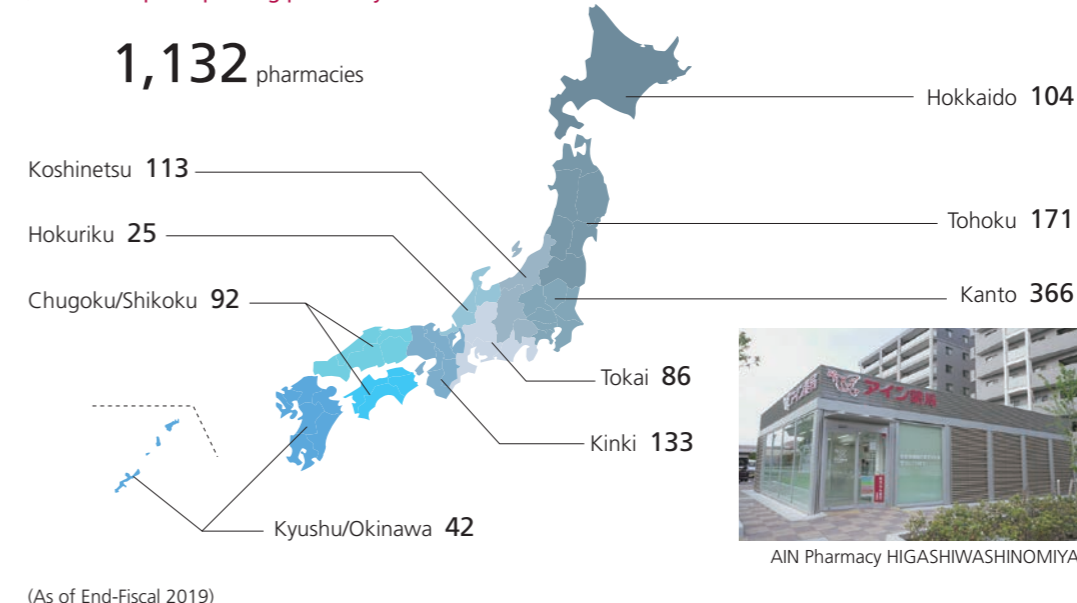 1,132 pharmacies
Hokkaido 104
Koshinetsu 113
Tohoku 171
Hokuriku 25
Kanto 366
Chugoku/Shikoku 92
Tokai 86
アイン薬局
Kinki 133
Kyushu/Okinawa 42
AIN Pharmacy HIGASHIWASHINOMIYA
(As of End-Fiscal 2019)